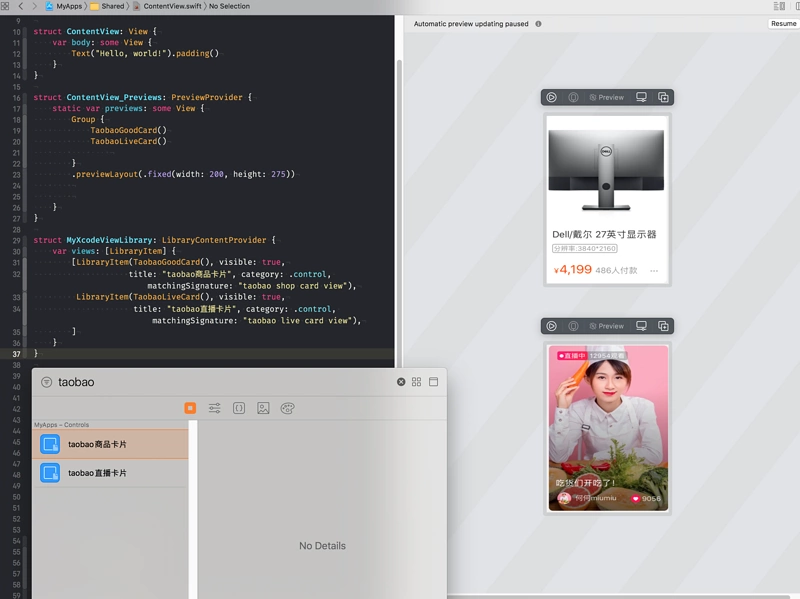 MyApps 〉 Shared 〉 ContentView.swift 〉 No Selection
9
10 struct ContentView: View {
11 var body: some View {
12 Text("Hello, world!").padding()
13 }
14 }
15
16 struct ContentView_Previews: PreviewProvider {
17 static var previews: some View {
18 Group {
19 TaobaoGoodCard()
20 TaobaoLiveCard()
21
22 }
23 .previewLayout(.fixed(width: 200, height: 275))
24
25
26 }
27 }
28
29 struct MyXcodeViewLibrary: LibraryContentProvider {
30 var views: [LibraryItem] {
31 [LibraryItem(TaobaoGoodCard(), visible: true,
32 title: "taobao商品卡片", category: .control,
matchingSignature: "taobao shop card view"),
33 LibraryItem(TaobaoLiveCard(), visible: true,
34 title: "taobao直播卡片", category: .control,
matchingSignature: "taobao live card view"),
35 ]
36 }
37 }
38
39
40
41
42
43
44
45
46
47
48
49
50
51
52
53
54
55
56
57
58
59
taobao
MyApps – Controls
taobao商品卡片
taobao直播卡片
No Details
Automatic preview updating paused
Resume
Preview
DELL
Dell/戴尔 27英寸显示器
分辨率:3840*2160
¥4,199 486人付款 ...
Preview
直播中 12954观看
吃饭们开吃了!
何何miumiu 9056